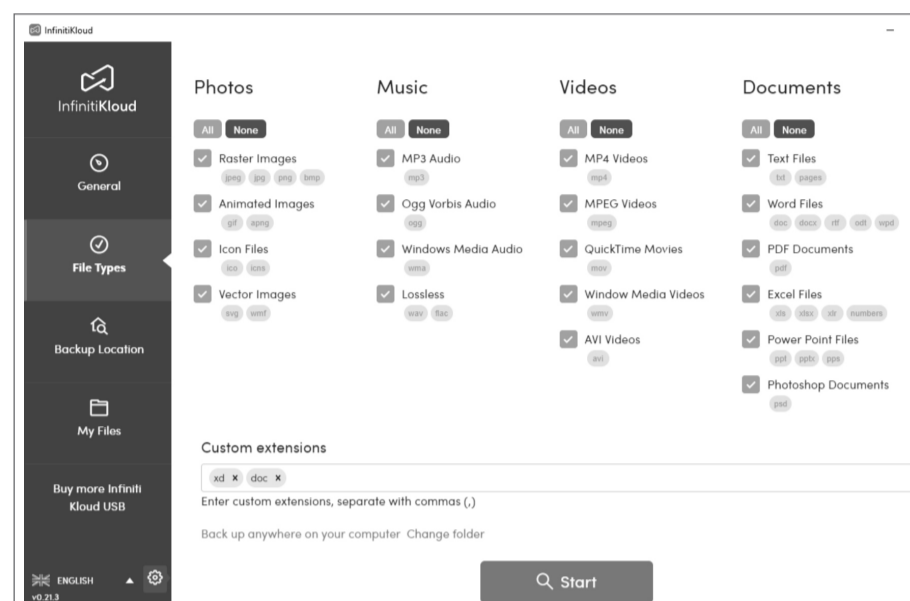 InfinitiKloud
InfinitiKloud
General
File Types
Backup Location
My Files
Buy more Infiniti
Kloud USB
ENGLISH
v0.21.3
Photos
All None
Raster Images
jpeg jpg png bmp
Animated Images
gif apng
Icon Files
ico icns
Vector Images
svg wmf
Music
All None
MP3 Audio
mp3
Ogg Vorbis Audio
ogg
Windows Media Audio
wma
Lossless
wav flac
Videos
All None
MP4 Videos
mp4
MPEG Videos
mpeg
QuickTime Movies
mov
Window Media Videos
wmv
AVI Videos
avi
Documents
All None
Text Files
txt pages
Word Files
doc docx rtf odt wpd
PDF Documents
pdf
Excel Files
xls xlsx xlr numbers
Power Point Files
ppt pptx pps
Photoshop Documents
psd
Custom extensions
xd x doc x
Enter custom extensions, separate with commas (,)
Back up anywhere on your computer Change folder
Start